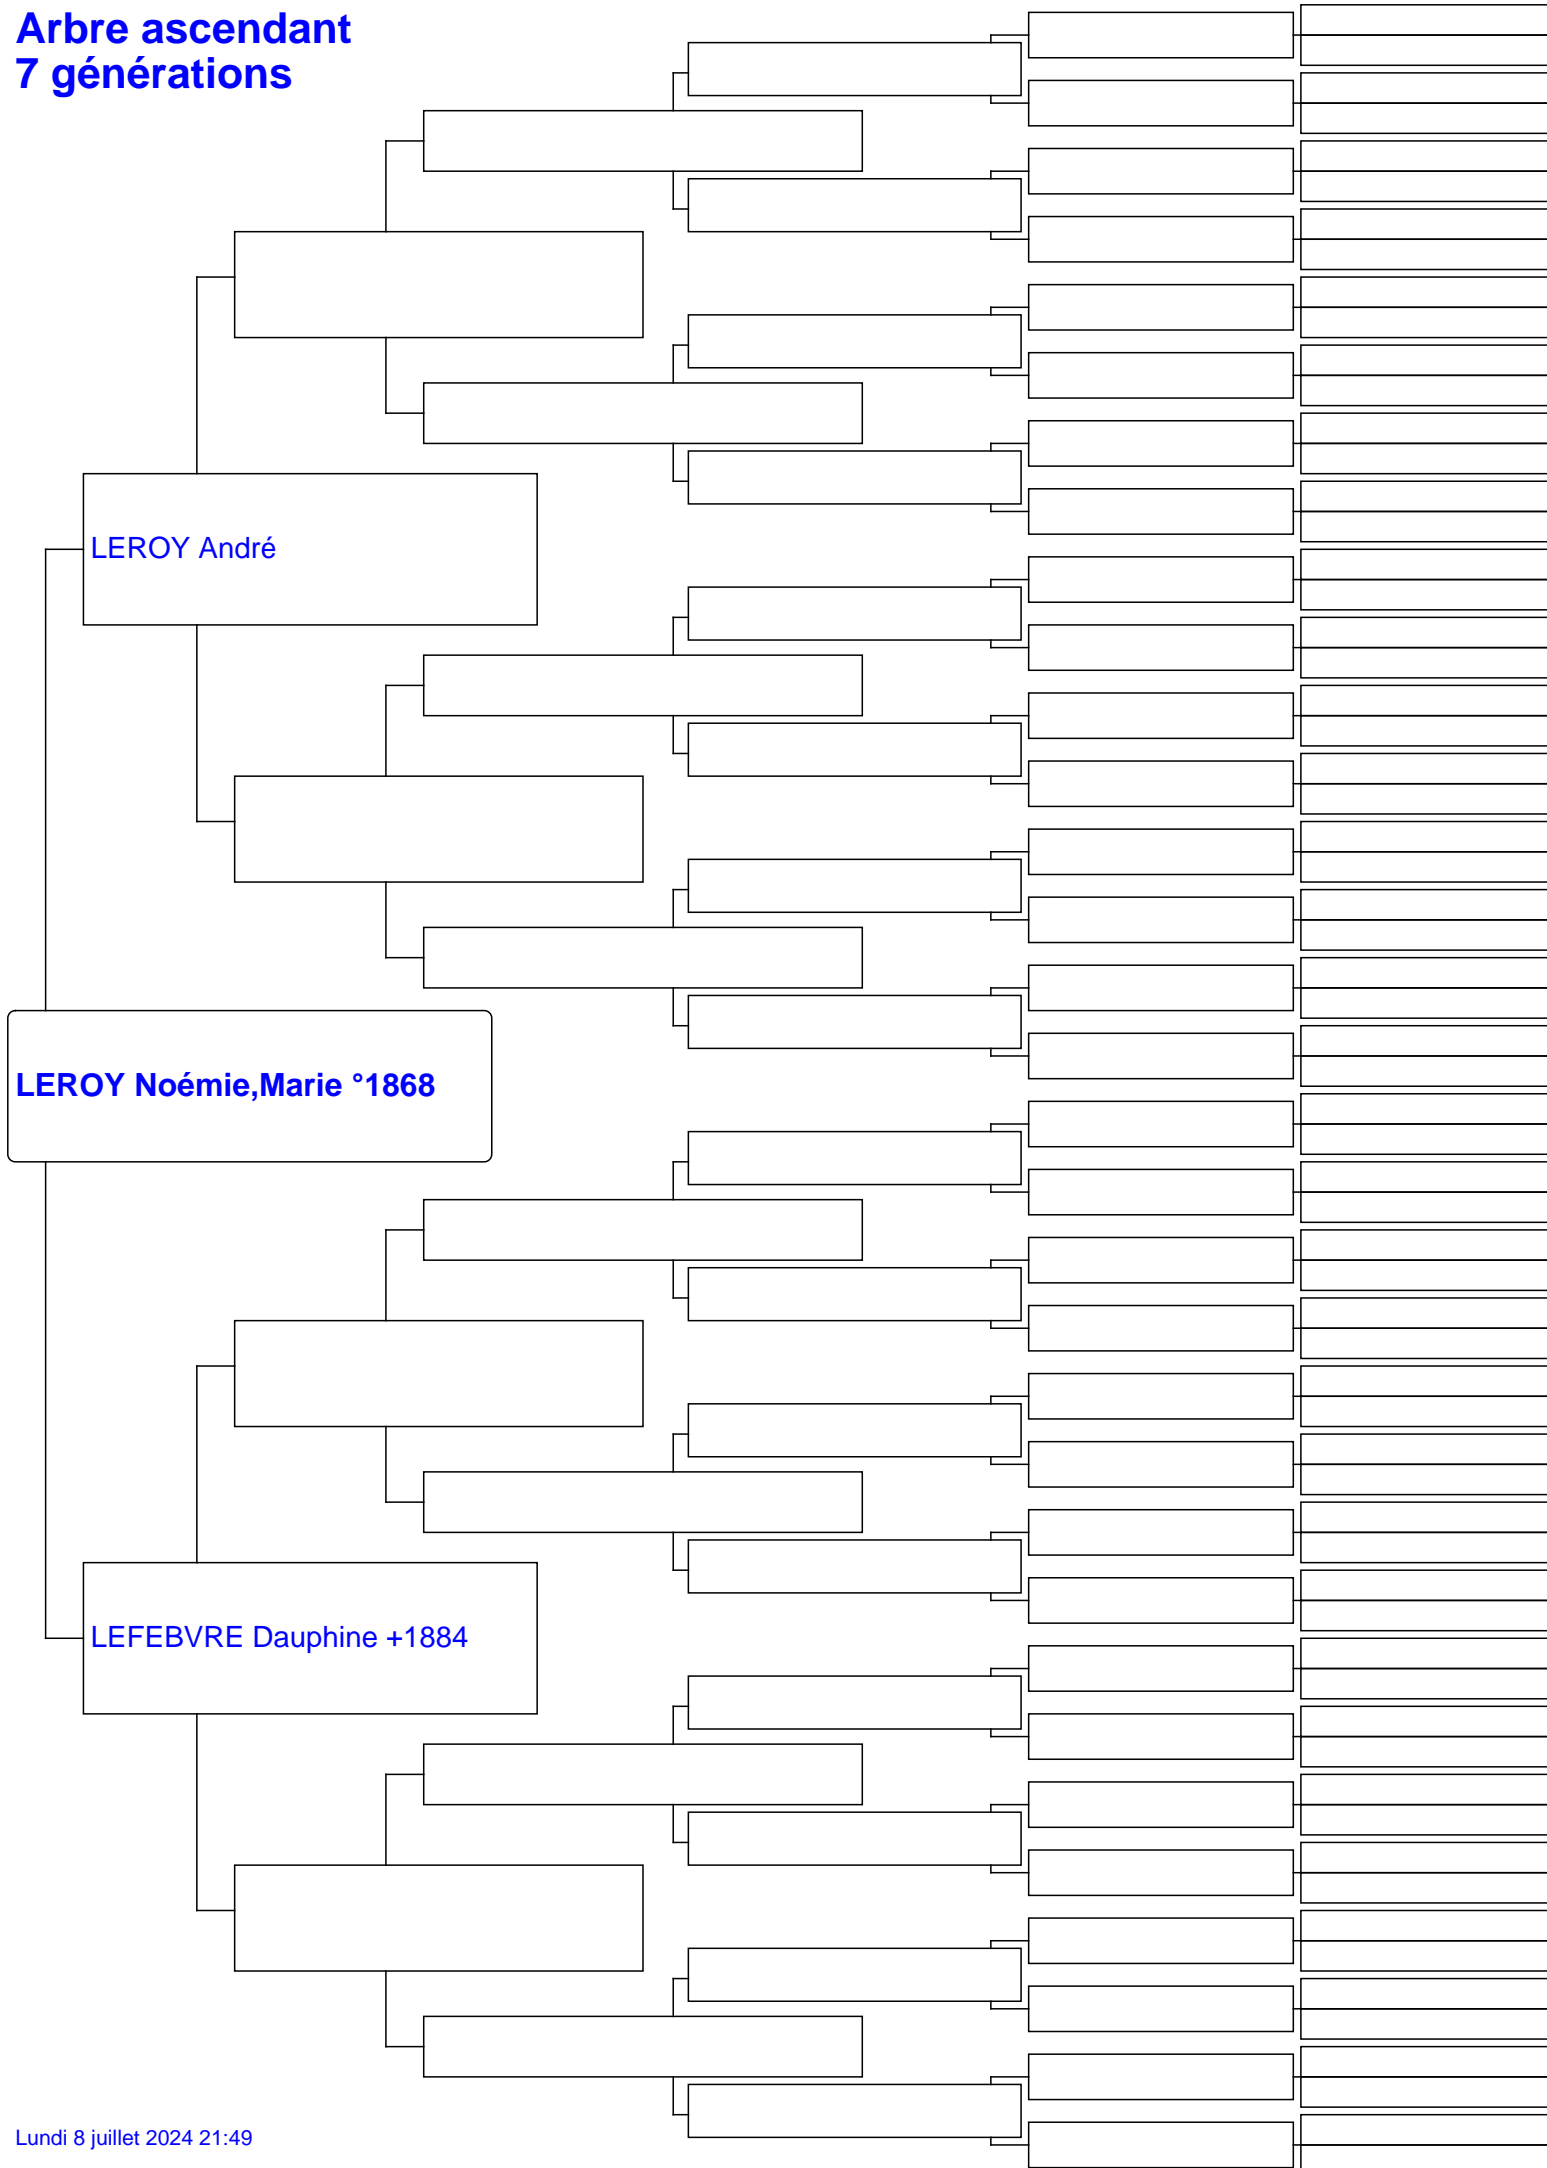 Arbre ascendant
7 générations
LEROY André
LEROY Noémie,Marie °1868
LEFEBVRE Dauphine +1884
Lundi 8 juillet 2024 21:49